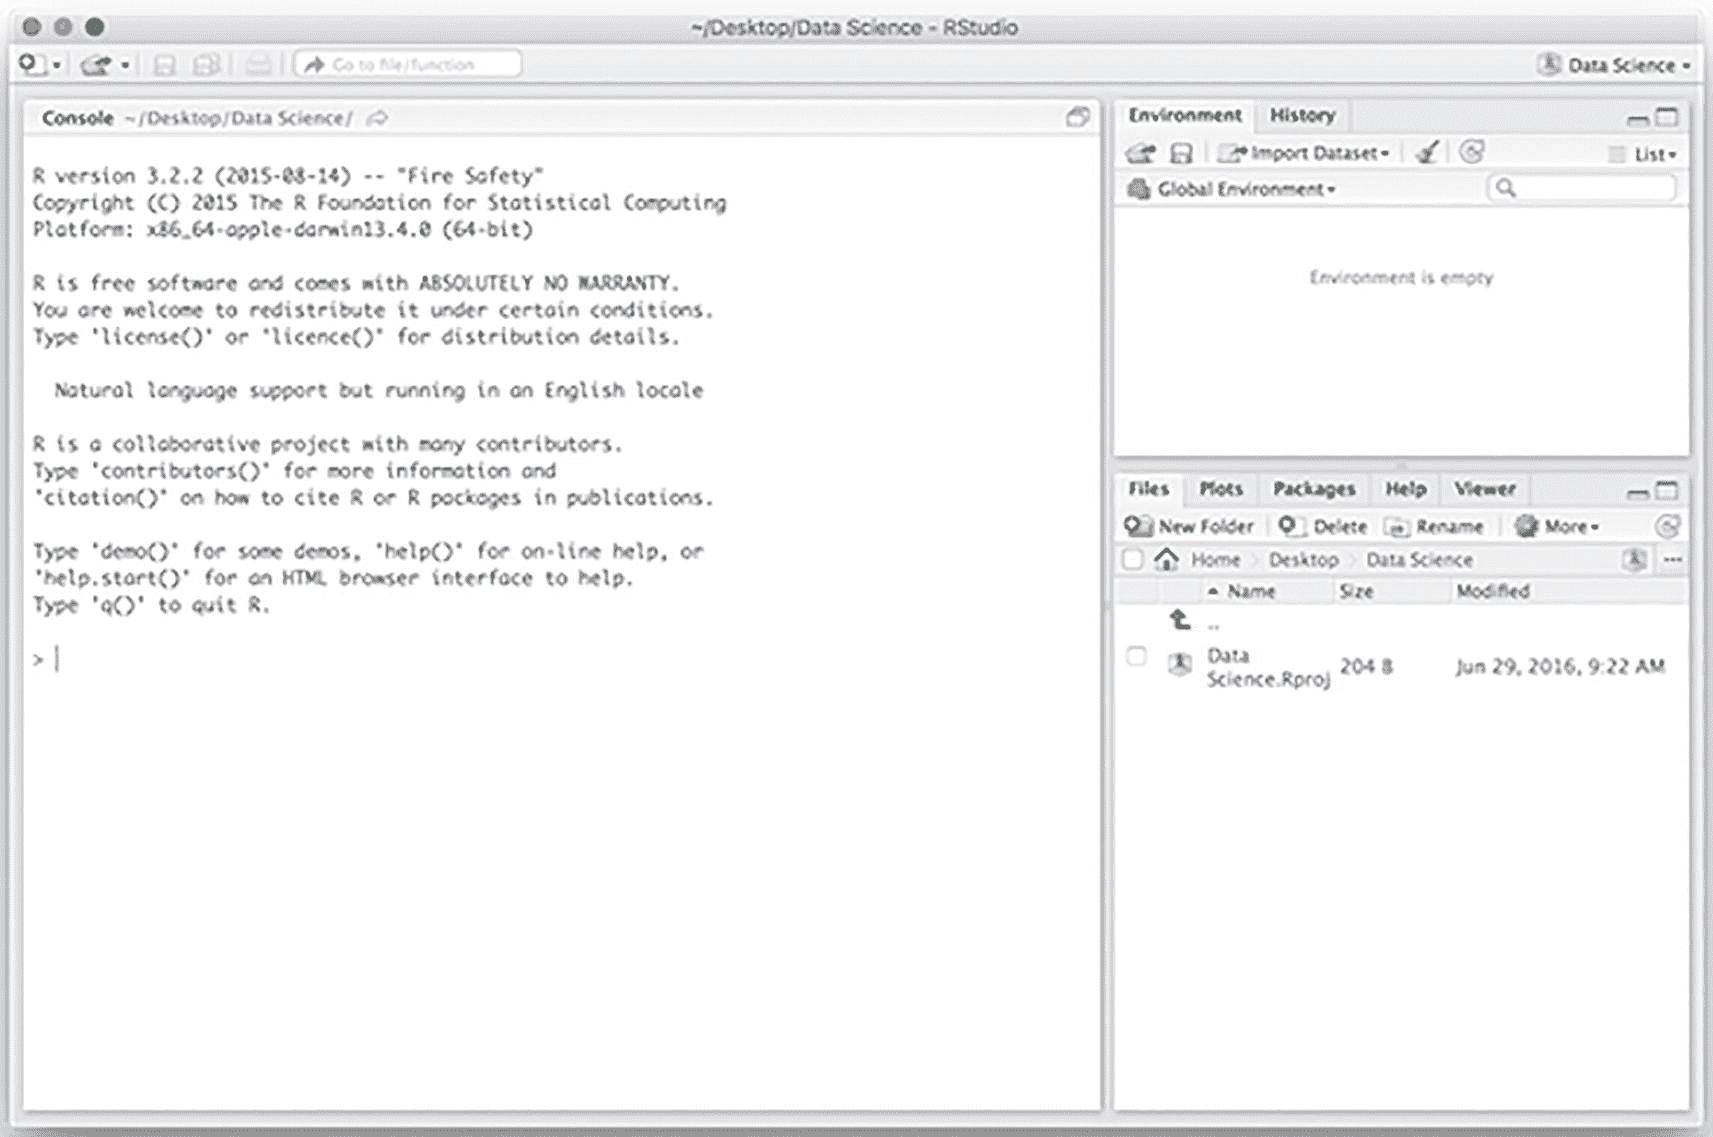 ~/Desktop/Data Science - RStudio
Go to file/function
Data Science
Console ~/Desktop/Data Science/
R version 3.2.2 (2015-08-14) -- "Fire Safety"
Copyright (C) 2015 The R Foundation for Statistical Computing
Platform: x86_64-apple-darwin13.4.0 (64-bit)
R is free software and comes with ABSOLUTELY NO WARRANTY.
You are welcome to redistribute it under certain conditions.
Type 'license()' or 'licence()' for distribution details.
Natural language support but running in an English locale
R is a collaborative project with many contributors.
Type 'contributors()' for more information and
'citation()' on how to cite R or R packages in publications.
Type 'demo()' for some demos, 'help()' for on-line help, or
'help.start()' for an HTML browser interface to help.
Type 'q()' to quit R.
>
Environment History
Import Dataset List
Global Environment
Environment is empty
Files Plots Packages Help Viewer
New Folder Delete Rename More
Home Desktop Data Science ...
Name Size Modified
..
Data
Science.Rproj 204 B Jun 29, 2016, 9:22 AM